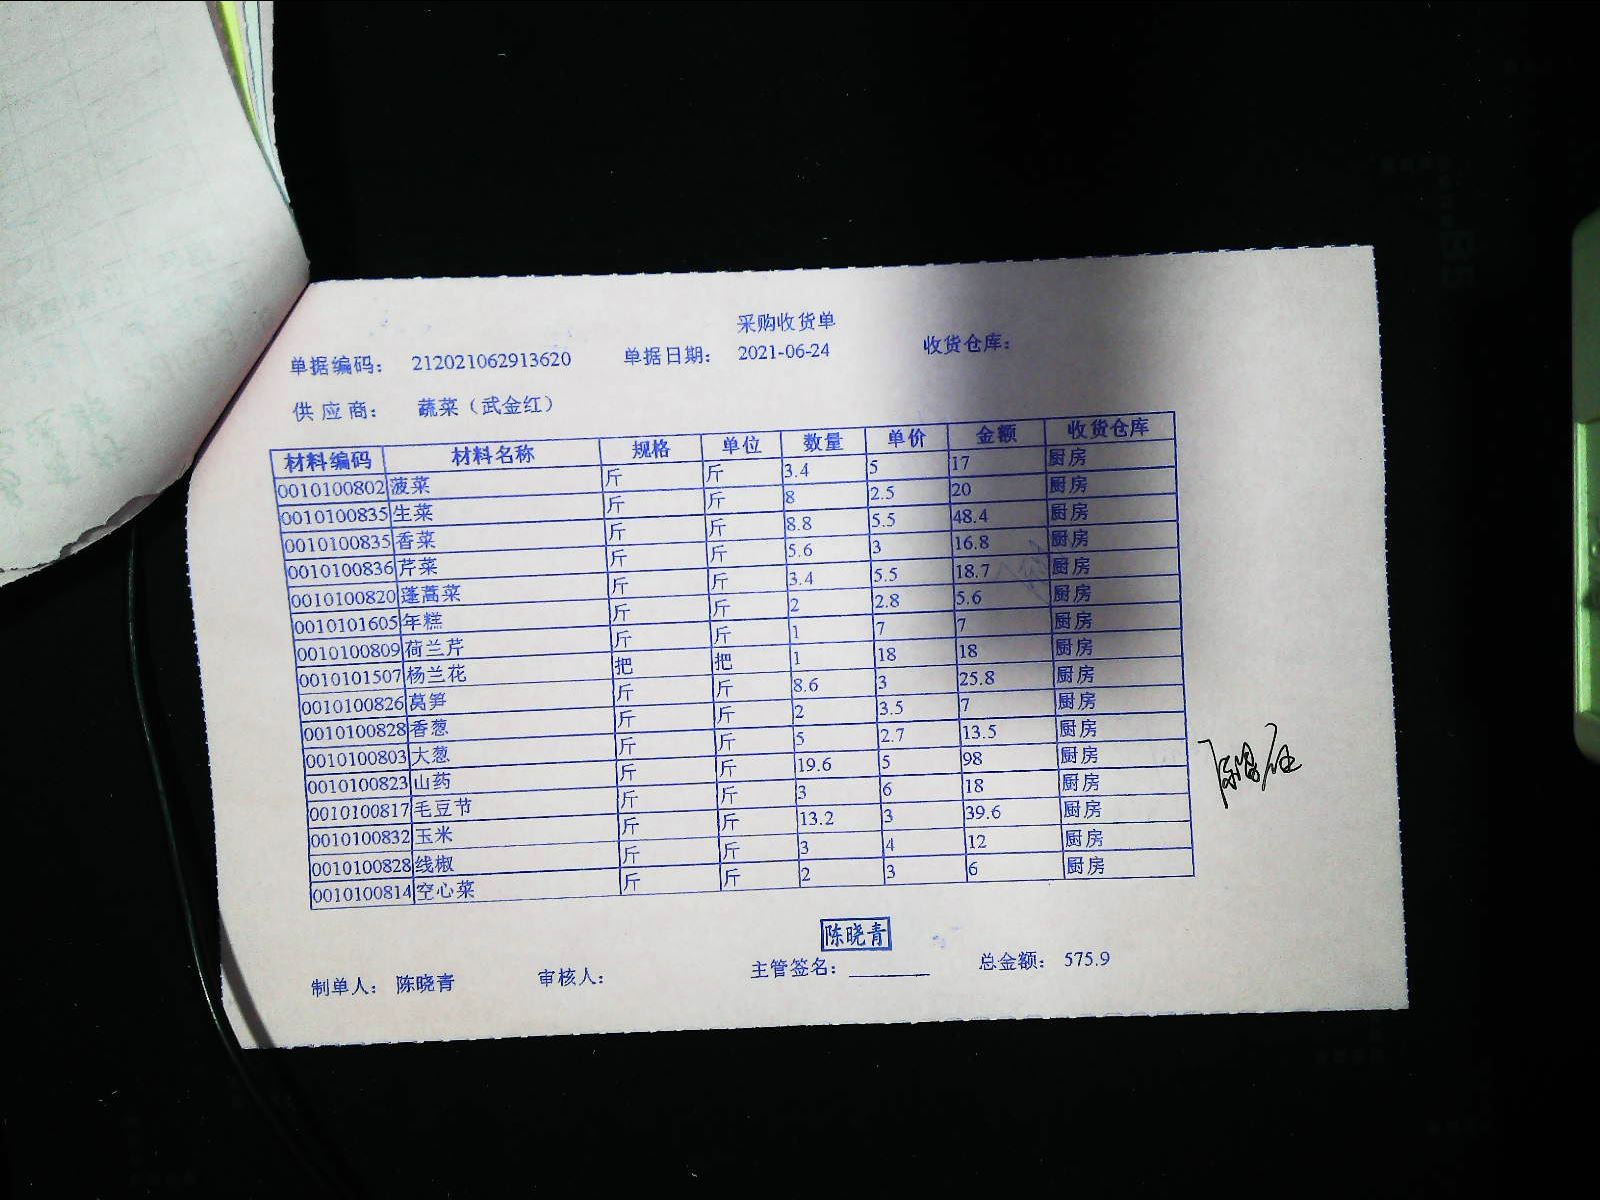 采购收货单
单据编码： 212021062913620 单据日期： 2021-06-24 收货仓库：
供应商： 蔬菜（武金红）
材料编码 材料名称 规格 单位 数量 单价 金额 收货仓库
0010100802 菠菜 斤 斤 3.4 5 17 厨房
0010100835 生菜 斤 斤 8 2.5 20 厨房
0010100835 香菜 斤 斤 8.8 5.5 48.4 厨房
0010100836 芹菜 斤 斤 5.6 3 16.8 厨房
0010100820 蓬蒿菜 斤 斤 3.4 5.5 18.7 厨房
0010101605 年糕 斤 斤 2 2.8 5.6 厨房
0010100809 荷兰芹 斤 斤 1 7 7 厨房
0010101507 杨兰花 把 把 1 18 18 厨房
0010100826 莴笋 斤 斤 8.6 3 25.8 厨房
0010100828 香葱 斤 斤 2 3.5 7 厨房
0010100803 大葱 斤 斤 5 2.7 13.5 厨房
0010100823 山药 斤 斤 19.6 5 98 厨房
0010100817 毛豆节 斤 斤 3 6 18 厨房
0010100832 玉米 斤 斤 13.2 3 39.6 厨房
0010100828 线椒 斤 斤 3 4 12 厨房
0010100814 空心菜 斤 斤 2 3 6 厨房
陈晓青
制单人： 陈晓青 审核人： 主管签名： 总金额： 575.9